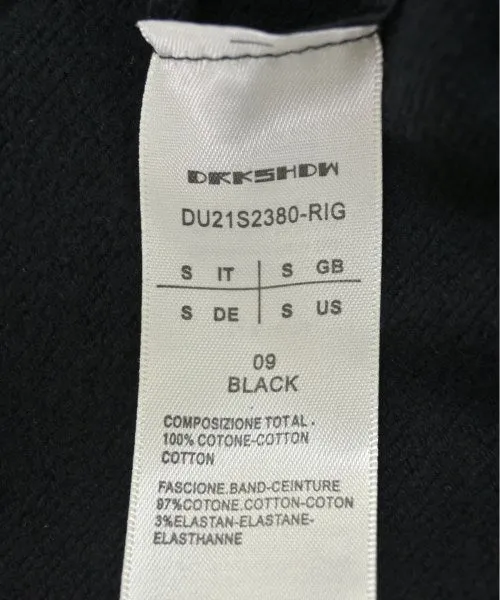 DRKSHDW
DU21S2380-RIG
S IT S GB
S DE S US
09
BLACK
COMPOSIZIONE TOTAL.
100% COTONE-COTTON
COTTON
FASCIONE.BAND-CEINTURE
97%COTONE.COTTON-COTON
3%ELASTAN-ELASTANE-
ELASTHANNE